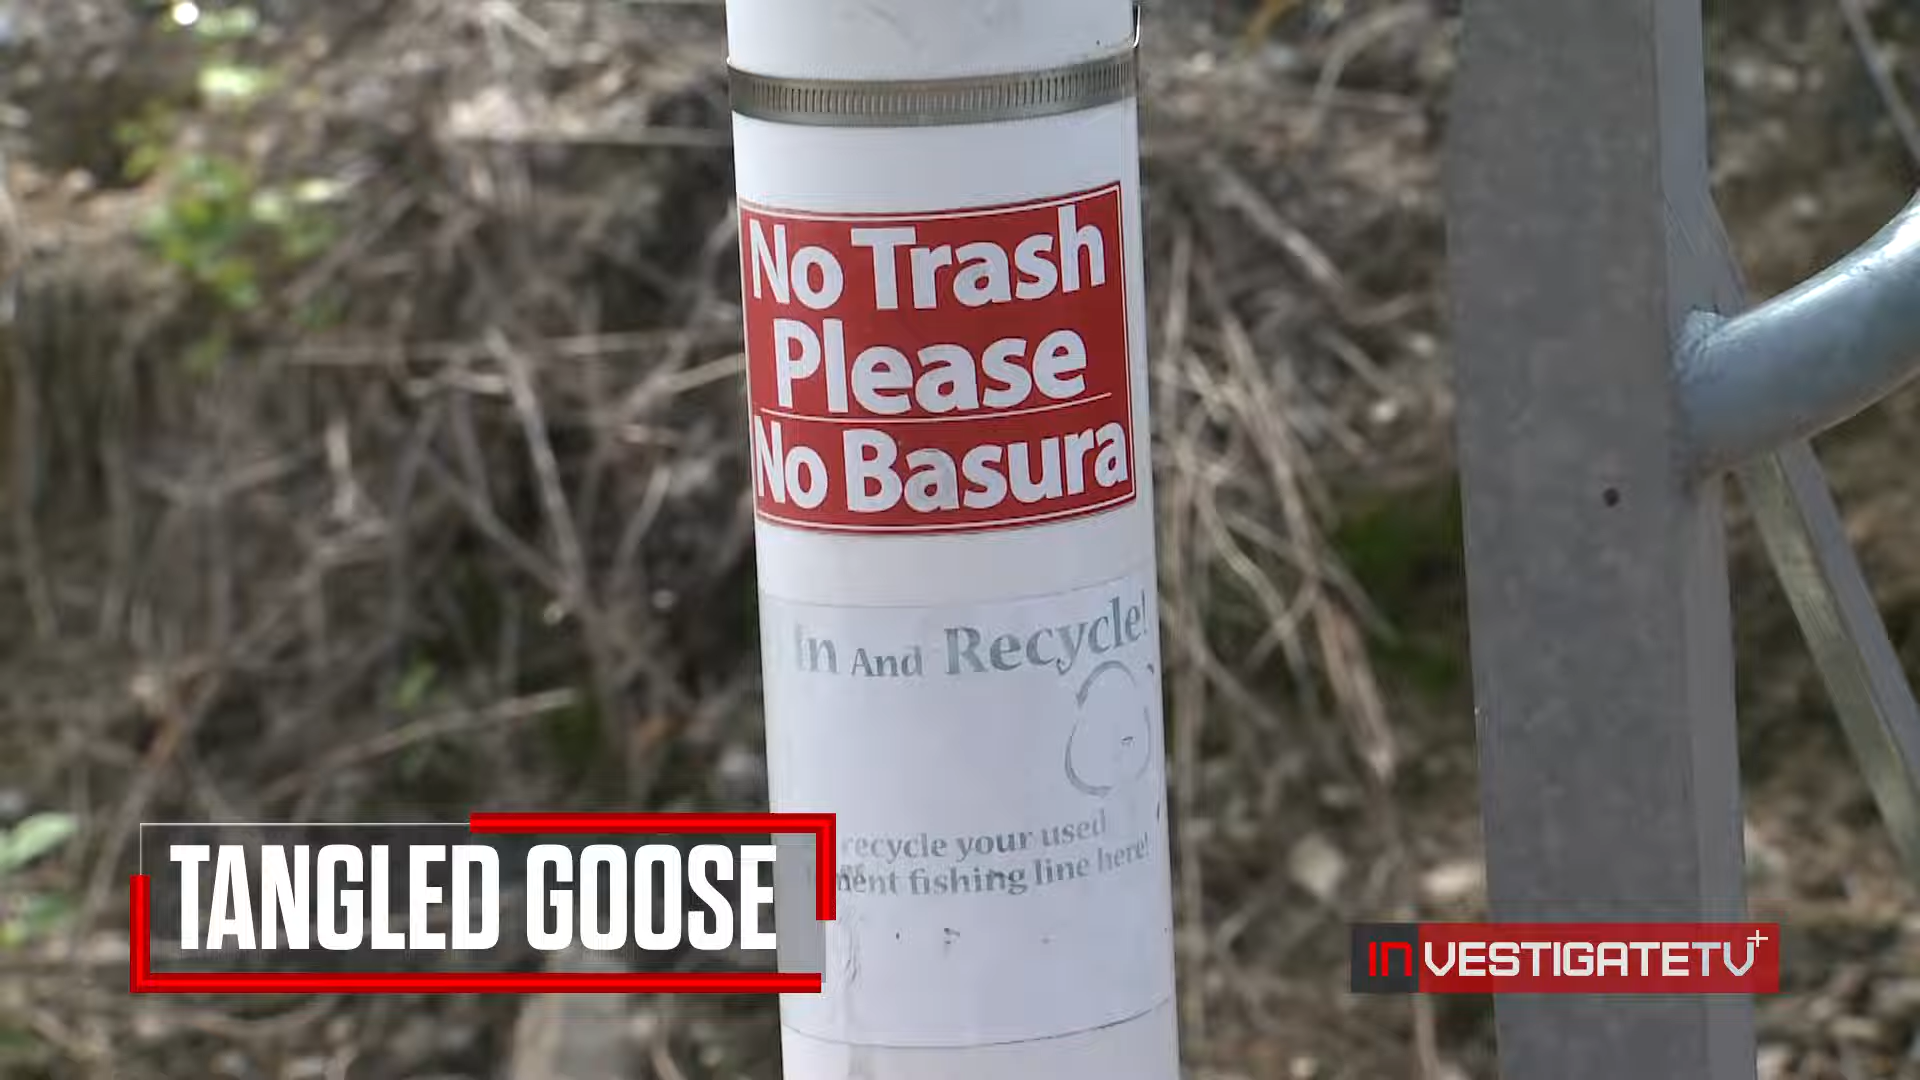 No Trash
Please
No Basura
In And Recycle!
recycle your used
fishing line here!
TANGLED GOOSE
INVESTIGATETV+